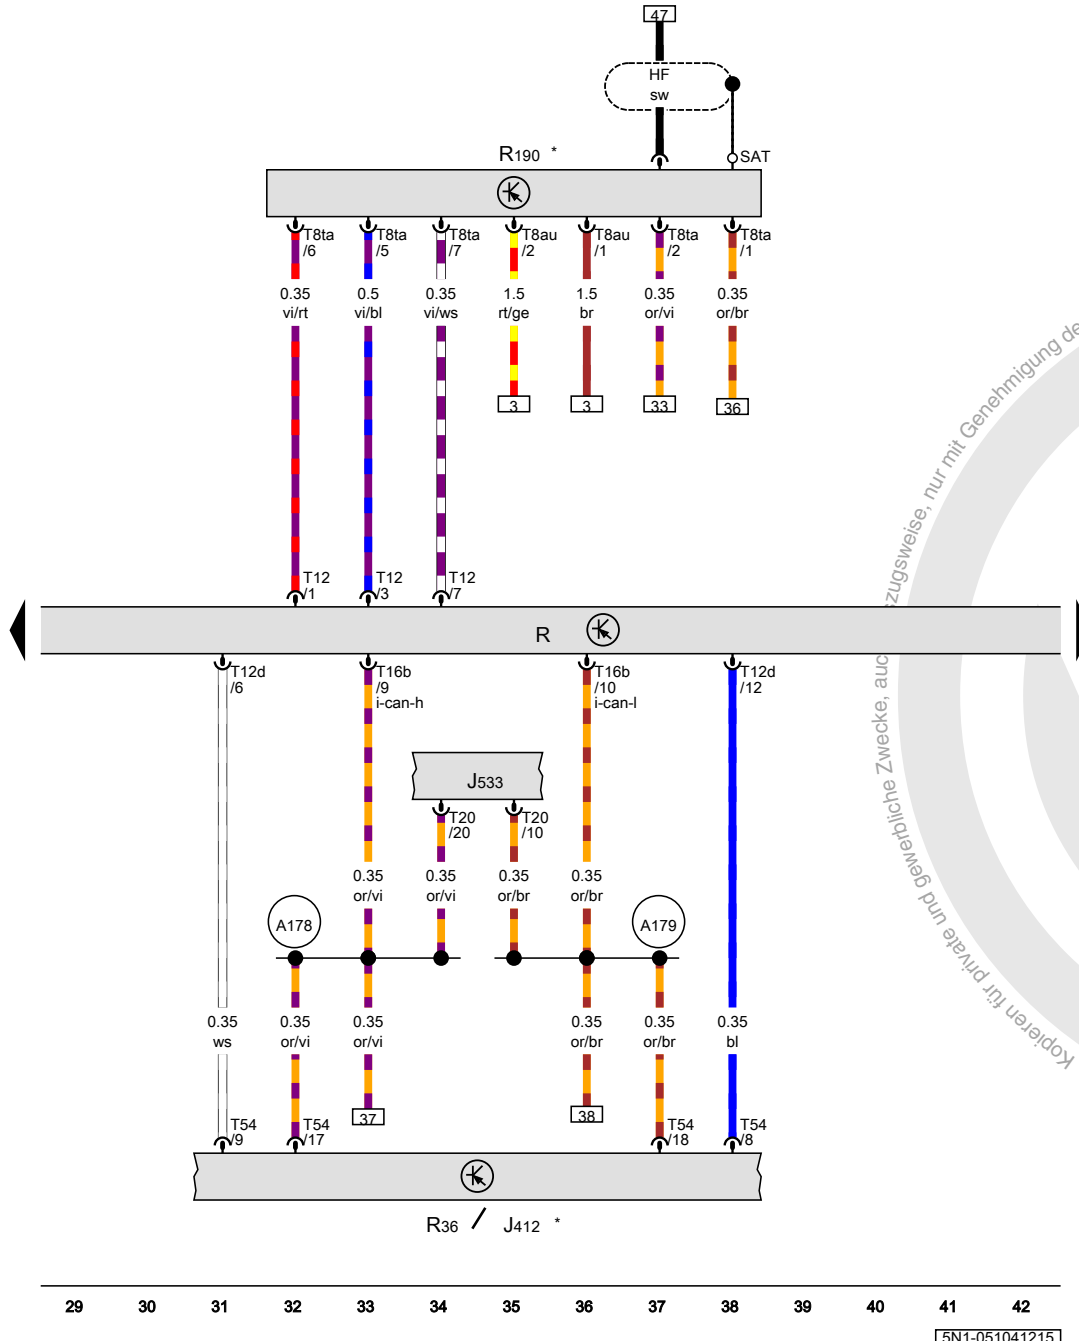 47
HF
sw
R190 *
SAT
T8ta
/6
T8ta
/5
T8ta
/7
T8au
/2
T8au
/1
T8ta
/2
T8ta
/1
0.35
vi/rt
0.5
vi/bl
0.35
vi/ws
1.5
rt/ge
1.5
br
0.35
or/vi
0.35
or/br
3
3
33
36
T12
/1
T12
/3
T12
/7
R
T12d
/6
T16b
/9
i-can-h
T16b
/10
i-can-l
T12d
/12
J533
T20
/20
T20
/10
0.35
or/vi
0.35
or/vi
0.35
or/br
0.35
or/br
A178
A179
0.35
ws
0.35
or/vi
0.35
or/vi
0.35
or/br
0.35
or/br
0.35
bl
37
38
T54
/9
T54
/17
T54
/18
T54
/8
R36 / J412 *
29 30 31 32 33 34 35 36 37 38 39 40 41 42
5N1-051041215
Kopieren für private und gewerbliche Zwecke, auc
szugsweise, nur mit Genehmigung de